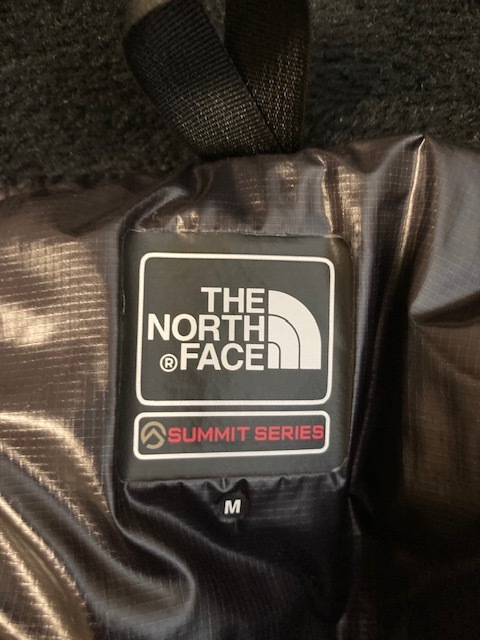 THE
NORTH
® FACE
SUMMIT SERIES
M